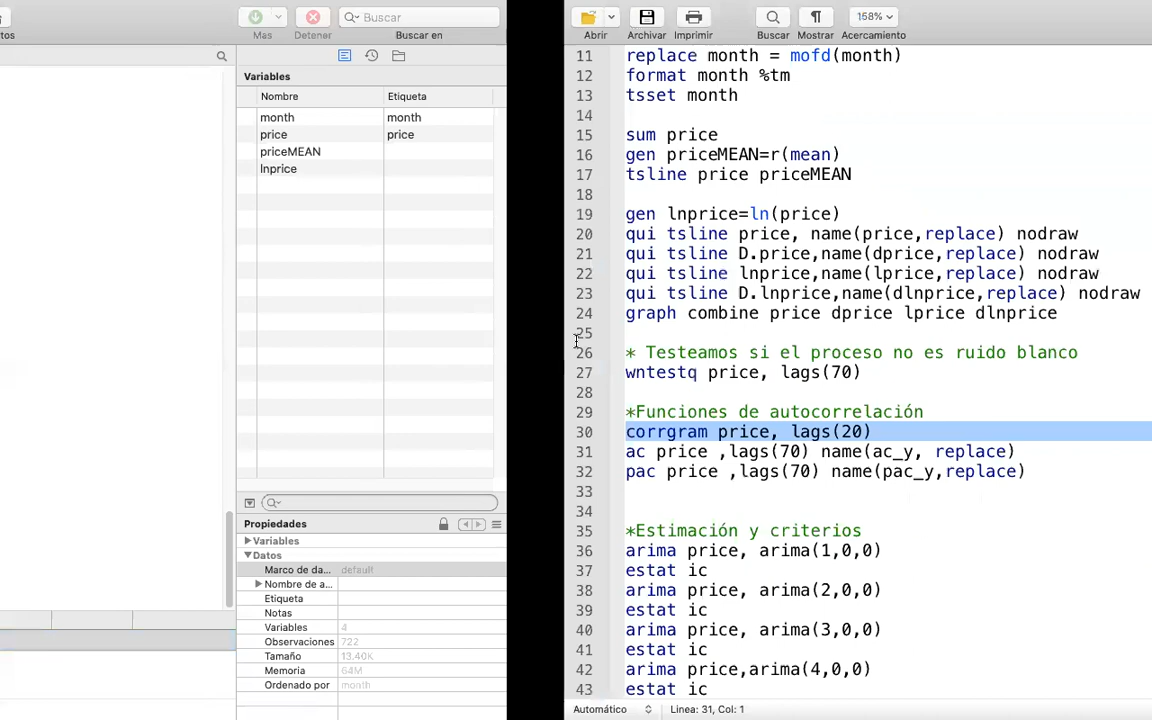 tos
Mas
Detener
Buscar
Buscar en
Variables
Nombre
Etiqueta
month
month
price
price
priceMEAN
lnprice
Propiedades
Variables
Datos
Marco de da...
default
Nombre de a...
Etiqueta
Notas
Variables
4
Observaciones
722
Tamaño
13.40K
Memoria
64M
Ordenado por
month
Abrir
Archivar
Imprimir
Buscar
Mostrar
158%
Acercamiento
11 replace month = mofd(month)
12 format month %tm
13 tsset month
14
15 sum price
16 gen priceMEAN=r(mean)
17 tsline price priceMEAN
18
19 gen lnprice=ln(price)
20 qui tsline price, name(price,replace) nodraw
21 qui tsline D.price,name(dprice,replace) nodraw
22 qui tsline lnprice,name(lprice,replace) nodraw
23 qui tsline D.lnprice,name(dlnprice,replace) nodraw
24 graph combine price dprice lprice dlnprice
25
26 * Testeamos si el proceso no es ruido blanco
27 wntestq price, lags(70)
28
29 *Funciones de autocorrelación
30 corrgram price, lags(20)
31 ac price ,lags(70) name(ac_y, replace)
32 pac price ,lags(70) name(pac_y,replace)
33
34
35 *Estimación y criterios
36 arima price, arima(1,0,0)
37 estat ic
38 arima price, arima(2,0,0)
39 estat ic
40 arima price, arima(3,0,0)
41 estat ic
42 arima price,arima(4,0,0)
43 estat ic
Automático
Línea: 31, Col: 1